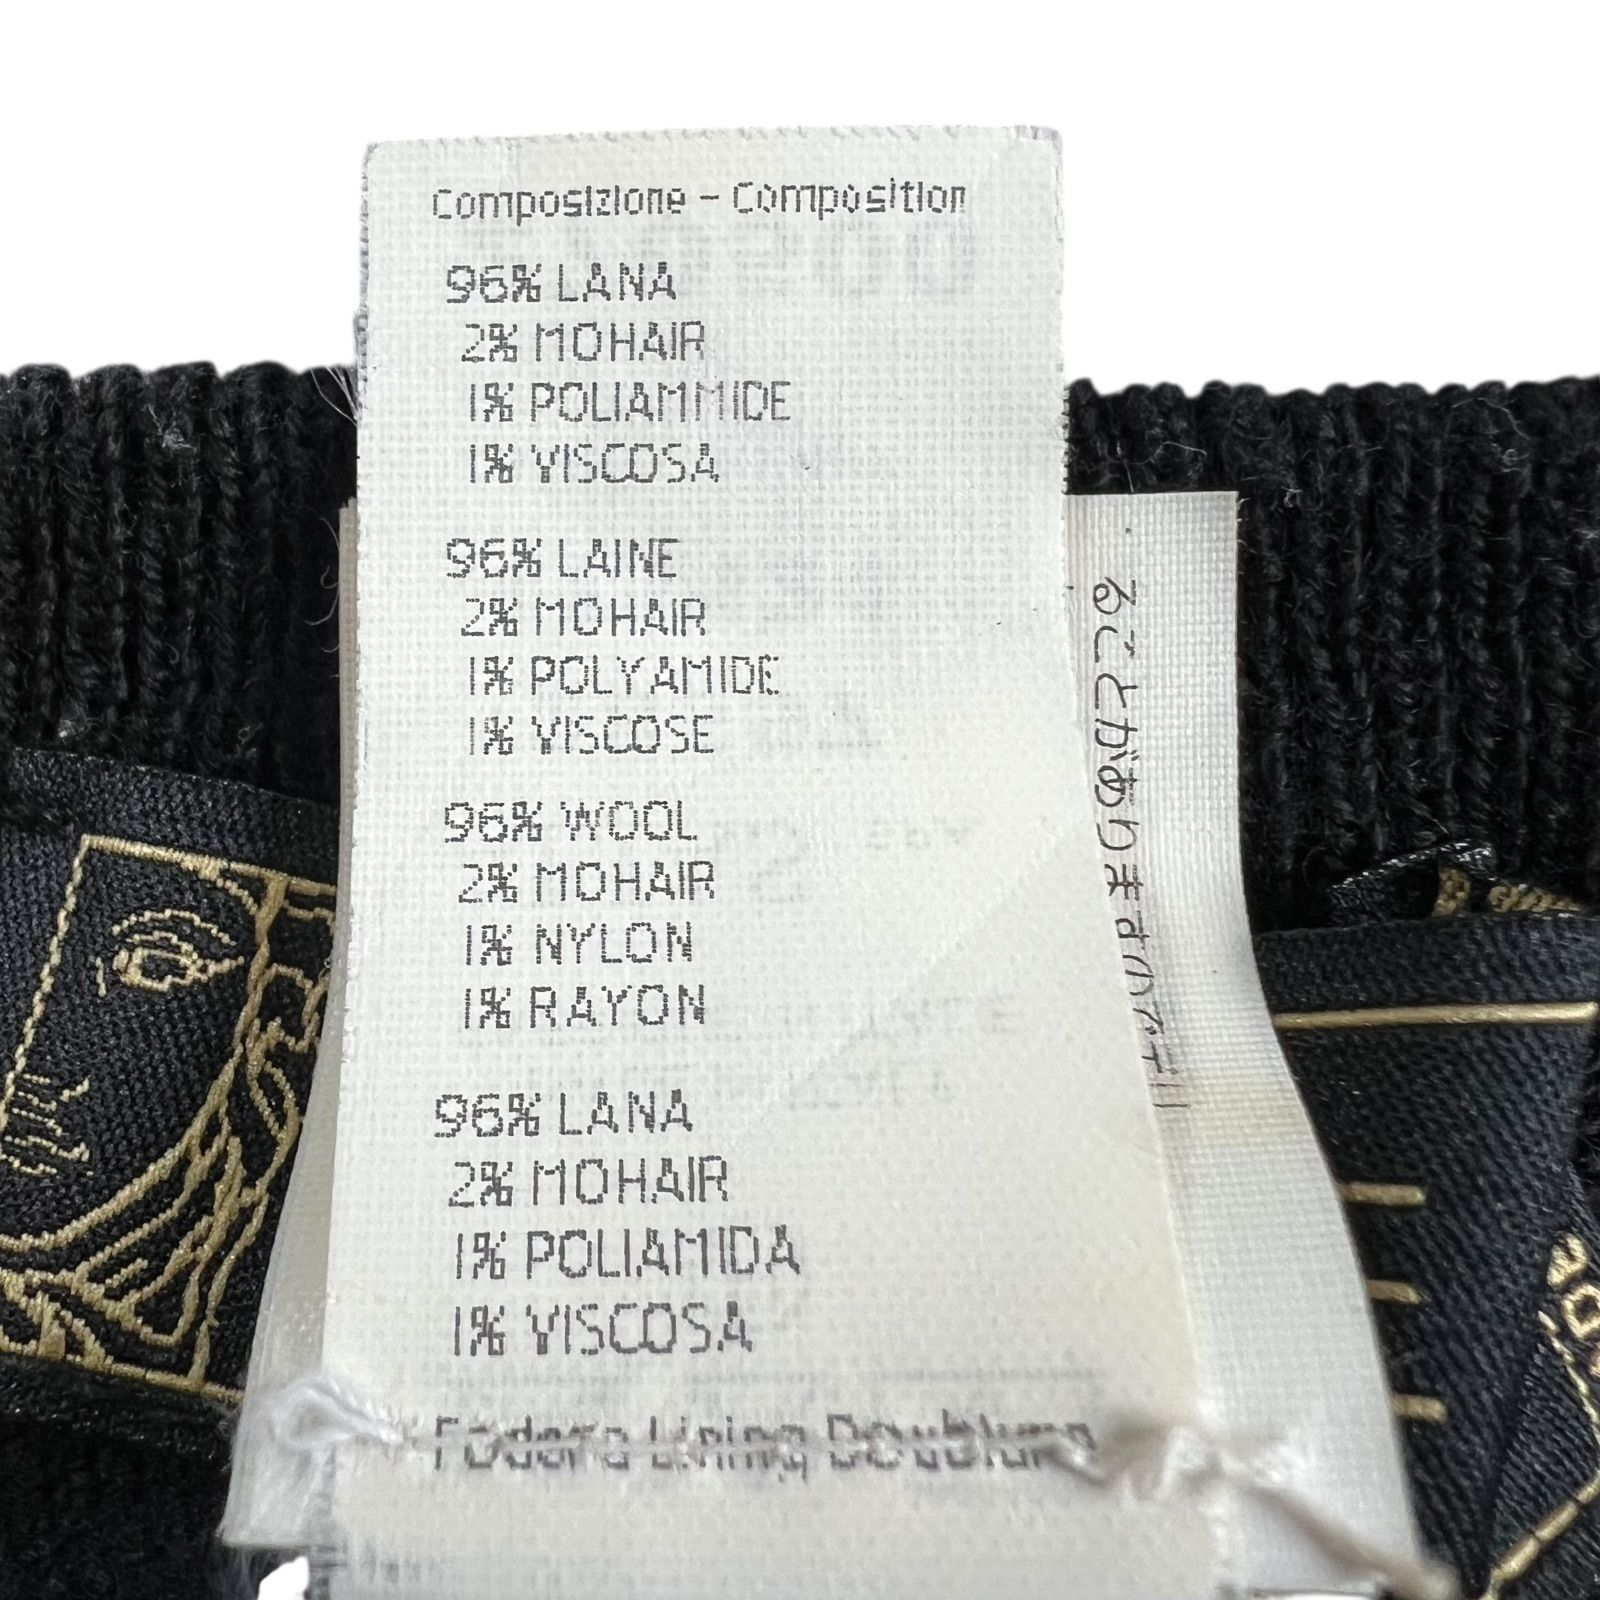 Composizione - Composition
96% LANA
2% MOHAIR
1% POLIAMMIDE
1% VISCOSA
96% LAINE
2% MOHAIR
1% POLYAMIDE
1% VISCOSE
96% WOOL
2% MOHAIR
1% NYLON
1% RAYON
96% LANA
2% MOHAIR
1% POLIAMIDA
1% VISCOSA
Fodera Lining Doublure